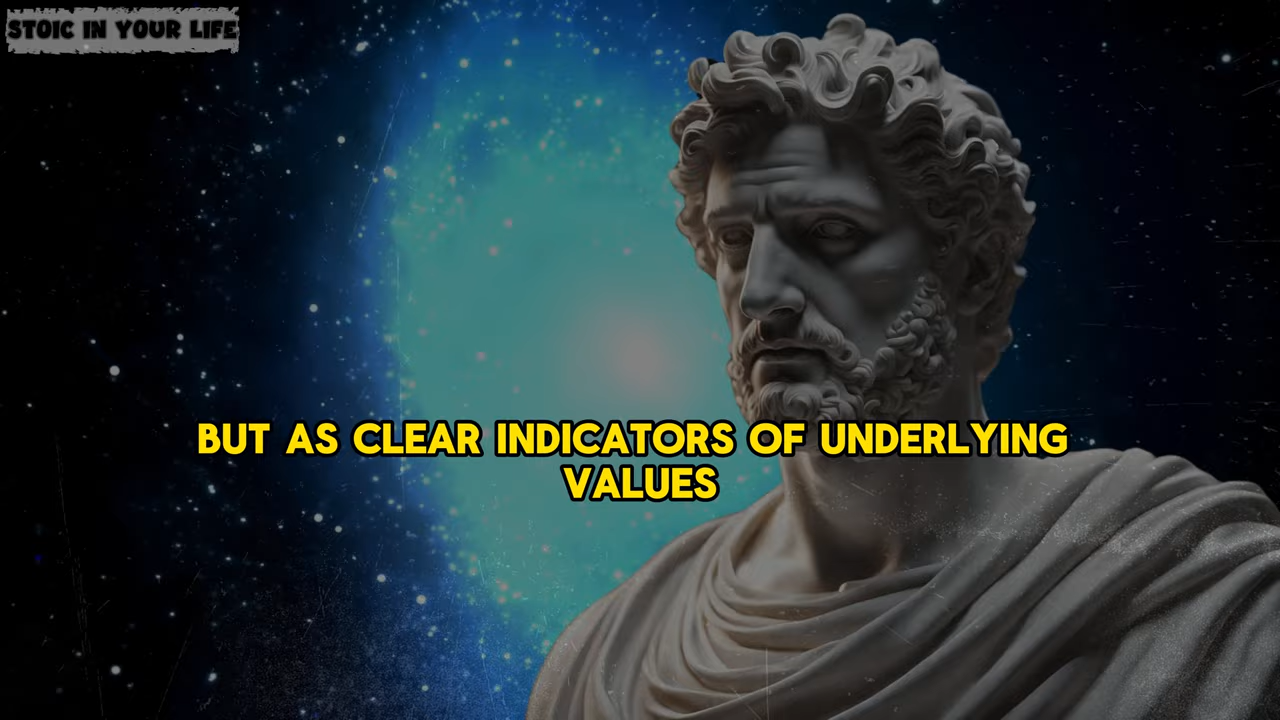 STOIC IN YOUR LIFE
BUT AS CLEAR INDICATORS OF UNDERLYING
VALUES